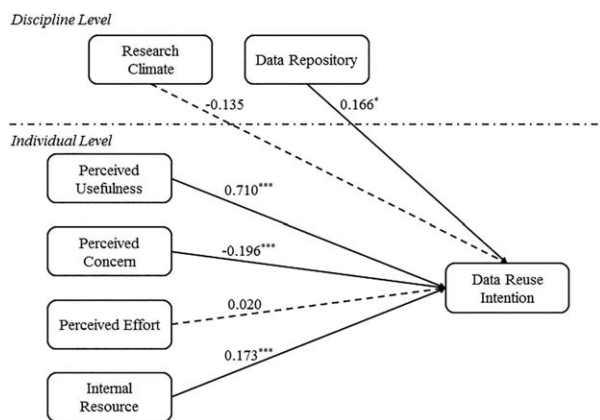 Discipline Level
Research
Climate
Data Repository
-0.135
0.166*
Individual Level
Perceived
Usefulness
0.710***
Perceived
Concern
-0.196***
Data Reuse
Intention
Perceived Effort
0.020
Internal
Resource
0.173***